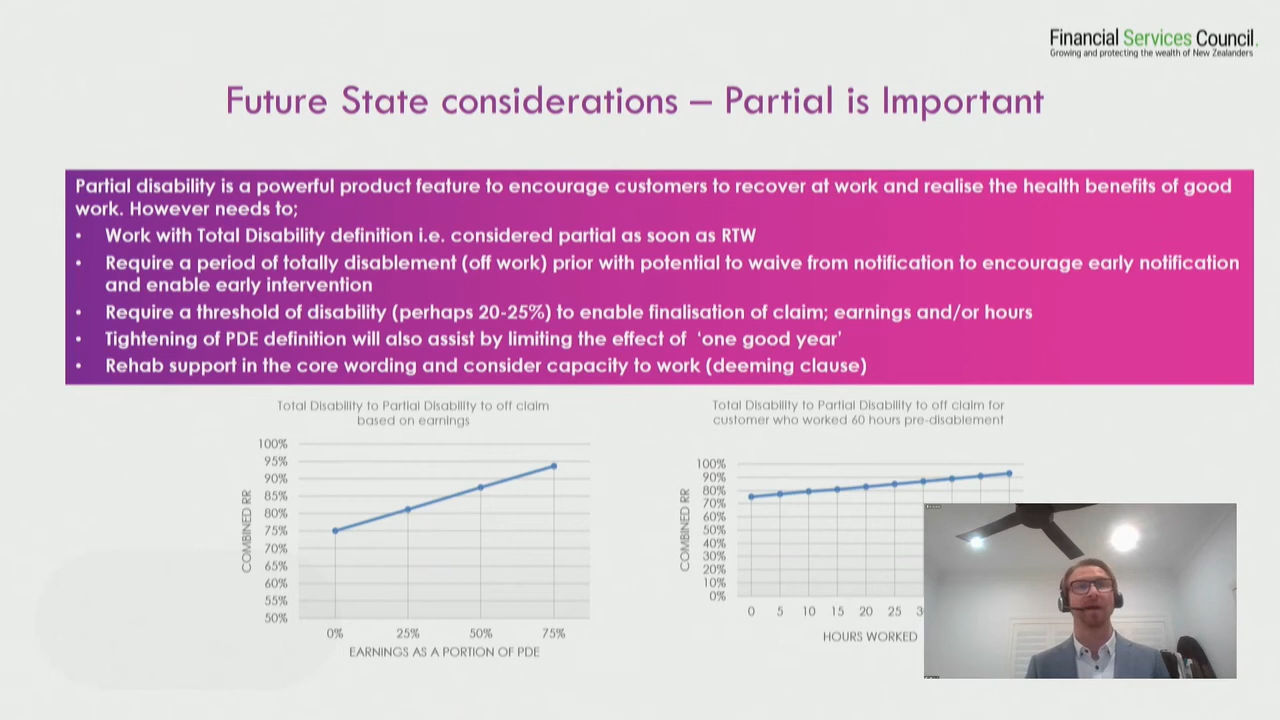 Financial Services Council.
Growing and protecting the wealth of New Zealanders
Future State considerations – Partial is Important
Partial disability is a powerful product feature to encourage customers to recover at work and realise the health benefits of good
work. However needs to;
• Work with Total Disability definition i.e. considered partial as soon as RTW
• Require a period of totally disablement (off work) prior with potential to waive from notification to encourage early notification
and enable early intervention
• Require a threshold of disability (perhaps 20-25%) to enable finalisation of claim; earnings and/or hours
• Tightening of PDE definition will also assist by limiting the effect of 'one good year'
• Rehab support in the core wording and consider capacity to work (deeming clause)
Total Disability to Partial Disability to off claim
based on earnings
100%
95%
90%
85%
80%
75%
70%
65%
60%
55%
50%
COMBINED RR
0% 25% 50% 75%
EARNINGS AS A PORTION OF PDE
Total Disability to Partial Disability to off claim for
customer who worked 60 hours pre-disablement
100%
90%
80%
70%
60%
50%
40%
30%
20%
10%
0%
COMBINED RR
0 5 10 15 20 25
HOURS WORKED